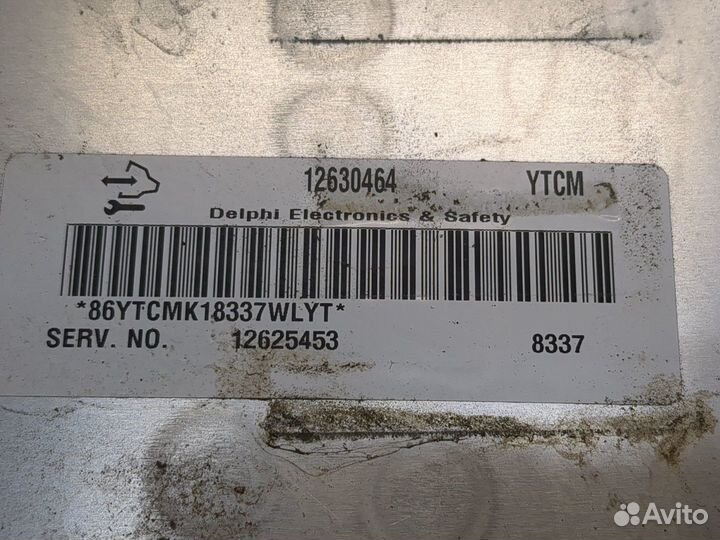 12630464 YTCM
Delphi Electronics & Safety
*86YTCMK18337WLYT*
SERV. NO. 12625453 8337
Avito